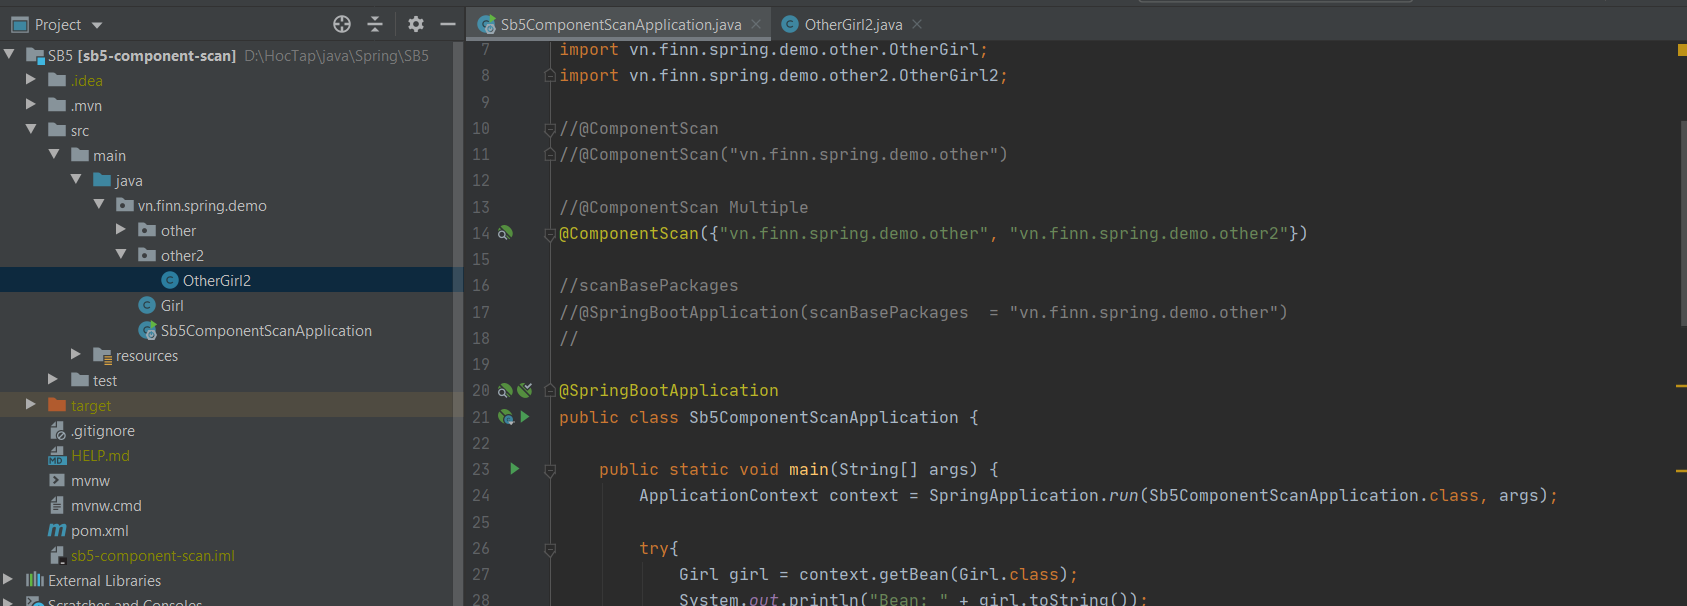 Project
SB5 [sb5-component-scan] D:\HocTap\java\Spring\SB5
.idea
.mvn
src
main
java
vn.finn.spring.demo
other
other2
OtherGirl2
Girl
Sb5ComponentScanApplication
resources
test
target
.gitignore
HELP.md
mvnw
mvnw.cmd
pom.xml
sb5-component-scan.iml
External Libraries
Scratches and Consoles
Sb5ComponentScanApplication.java
OtherGirl2.java
7 import vn.finn.spring.demo.other.OtherGirl;
8 import vn.finn.spring.demo.other2.OtherGirl2;
9
10 //@ComponentScan
11 //@ComponentScan("vn.finn.spring.demo.other")
12
13 //@ComponentScan Multiple
14 @ComponentScan({"vn.finn.spring.demo.other", "vn.finn.spring.demo.other2"})
15
16 //scanBasePackages
17 //@SpringBootApplication(scanBasePackages  = "vn.finn.spring.demo.other")
18 //
19
20 @SpringBootApplication
21 public class Sb5ComponentScanApplication {
22
23 public static void main(String[] args) {
24 ApplicationContext context = SpringApplication.run(Sb5ComponentScanApplication.class, args);
25
26 try{
27 Girl girl = context.getBean(Girl.class);
28 System.out.println("Bean: " + girl.toString());